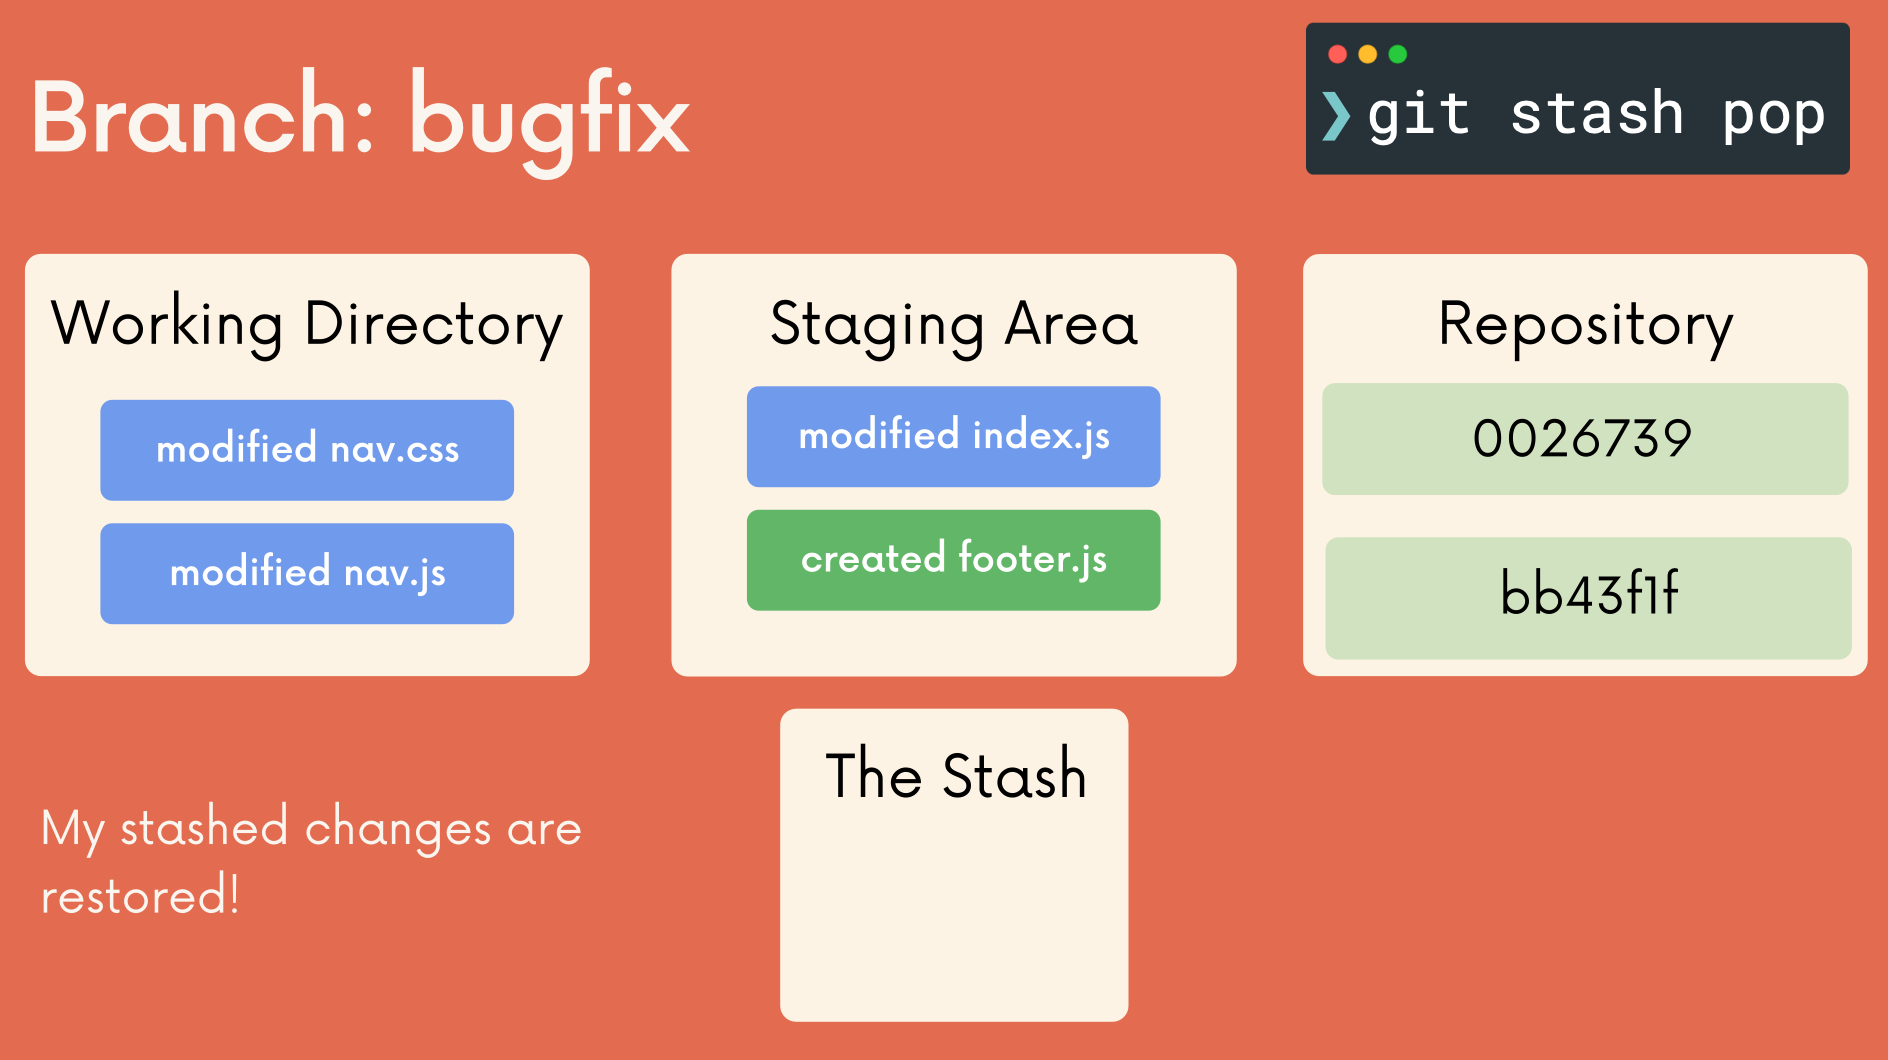 Branch: bugfix
❯ git stash pop
Working Directory
modified nav.css
modified nav.js
Staging Area
modified index.js
created footer.js
Repository
0026739
bb43f1f
The Stash
My stashed changes are
restored!